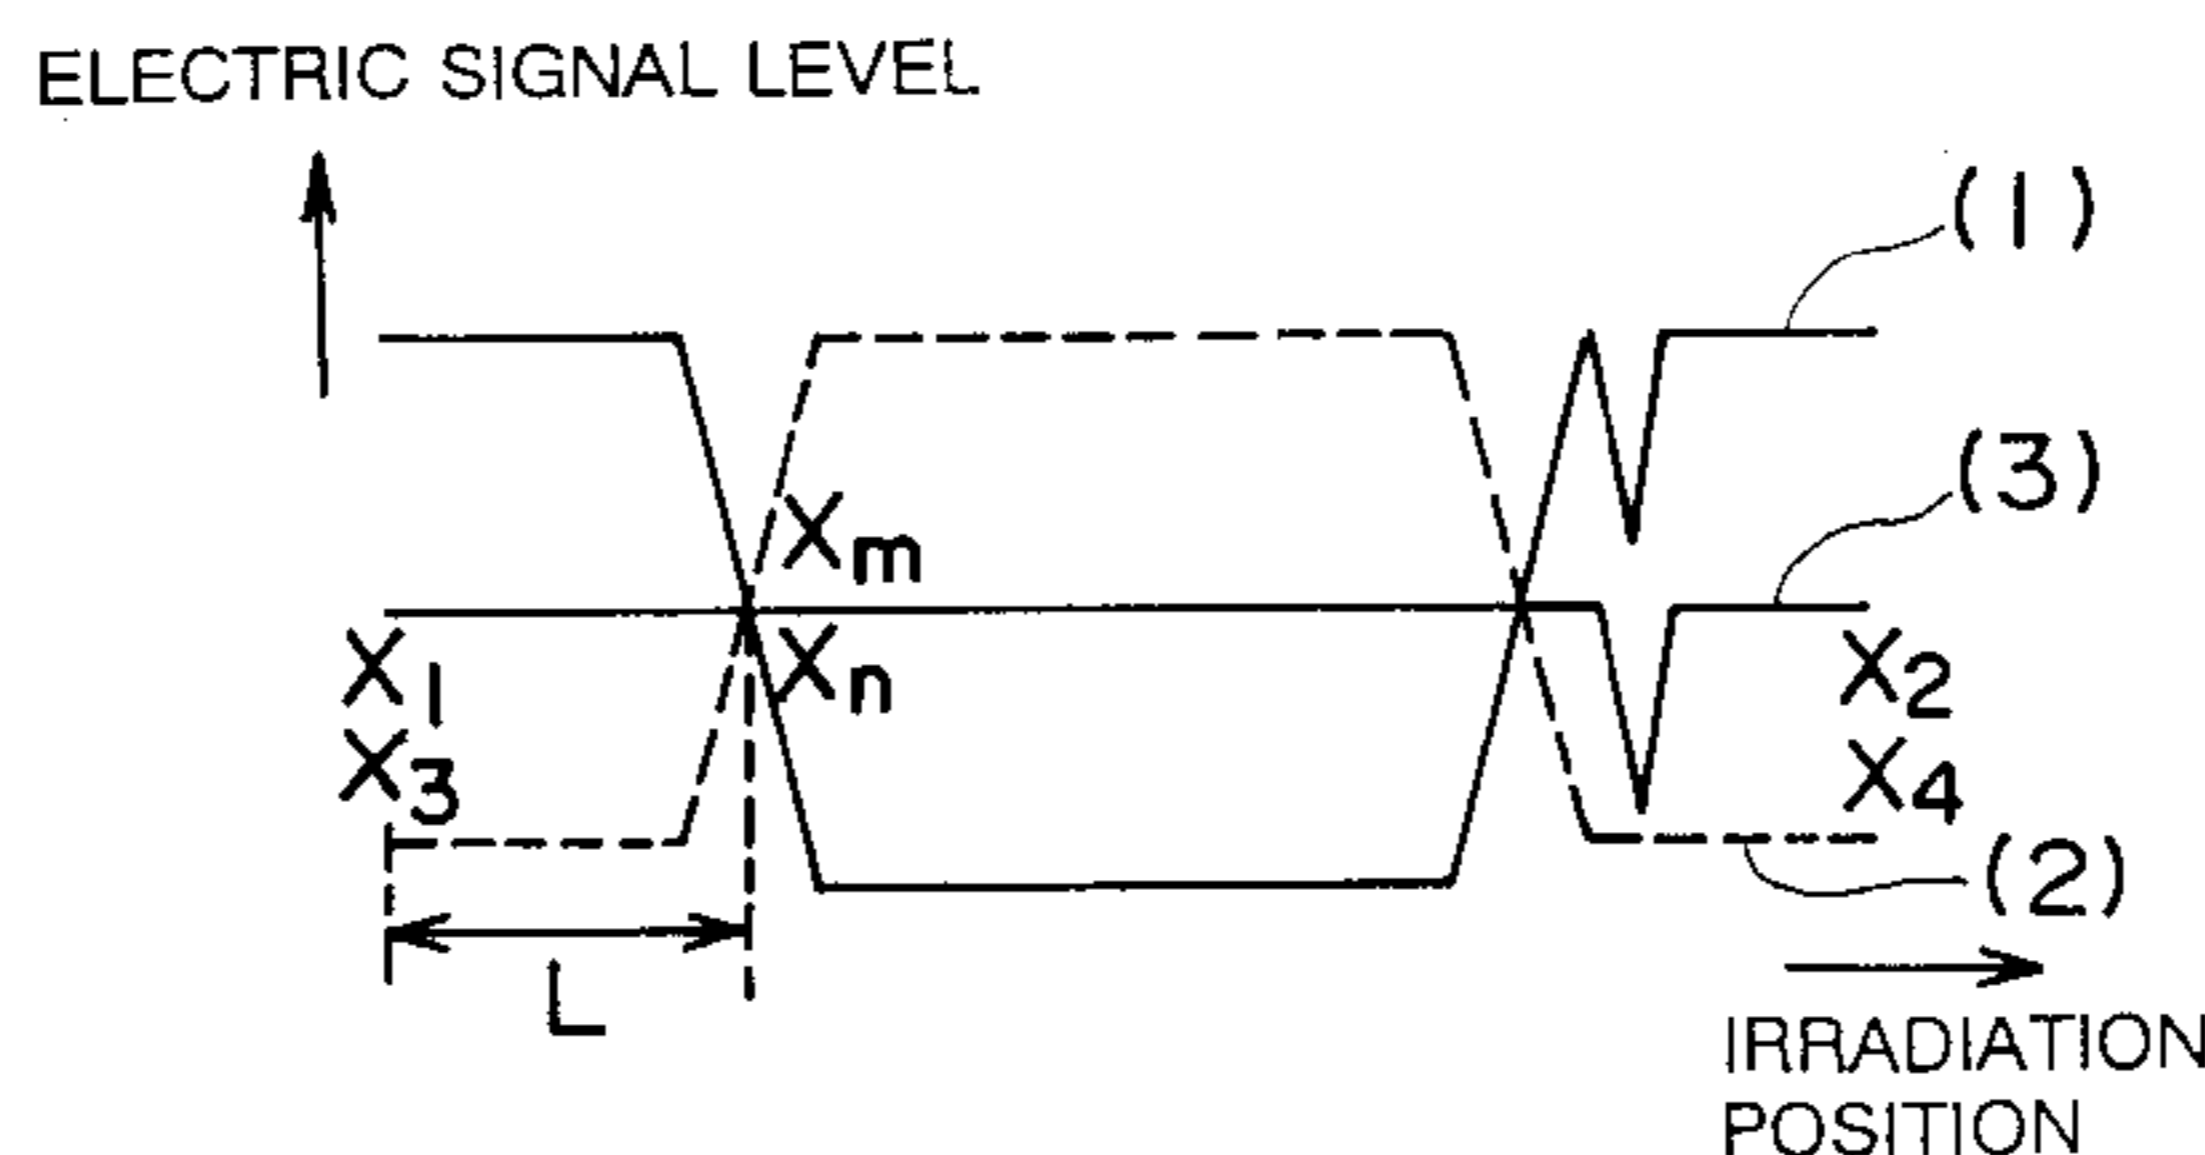 ELECTRIC SIGNAL LEVEL
(1)
(3)
Xm
Xn
X1
X2
X3
X4
(2)
L
IRRADIATION
POSITION